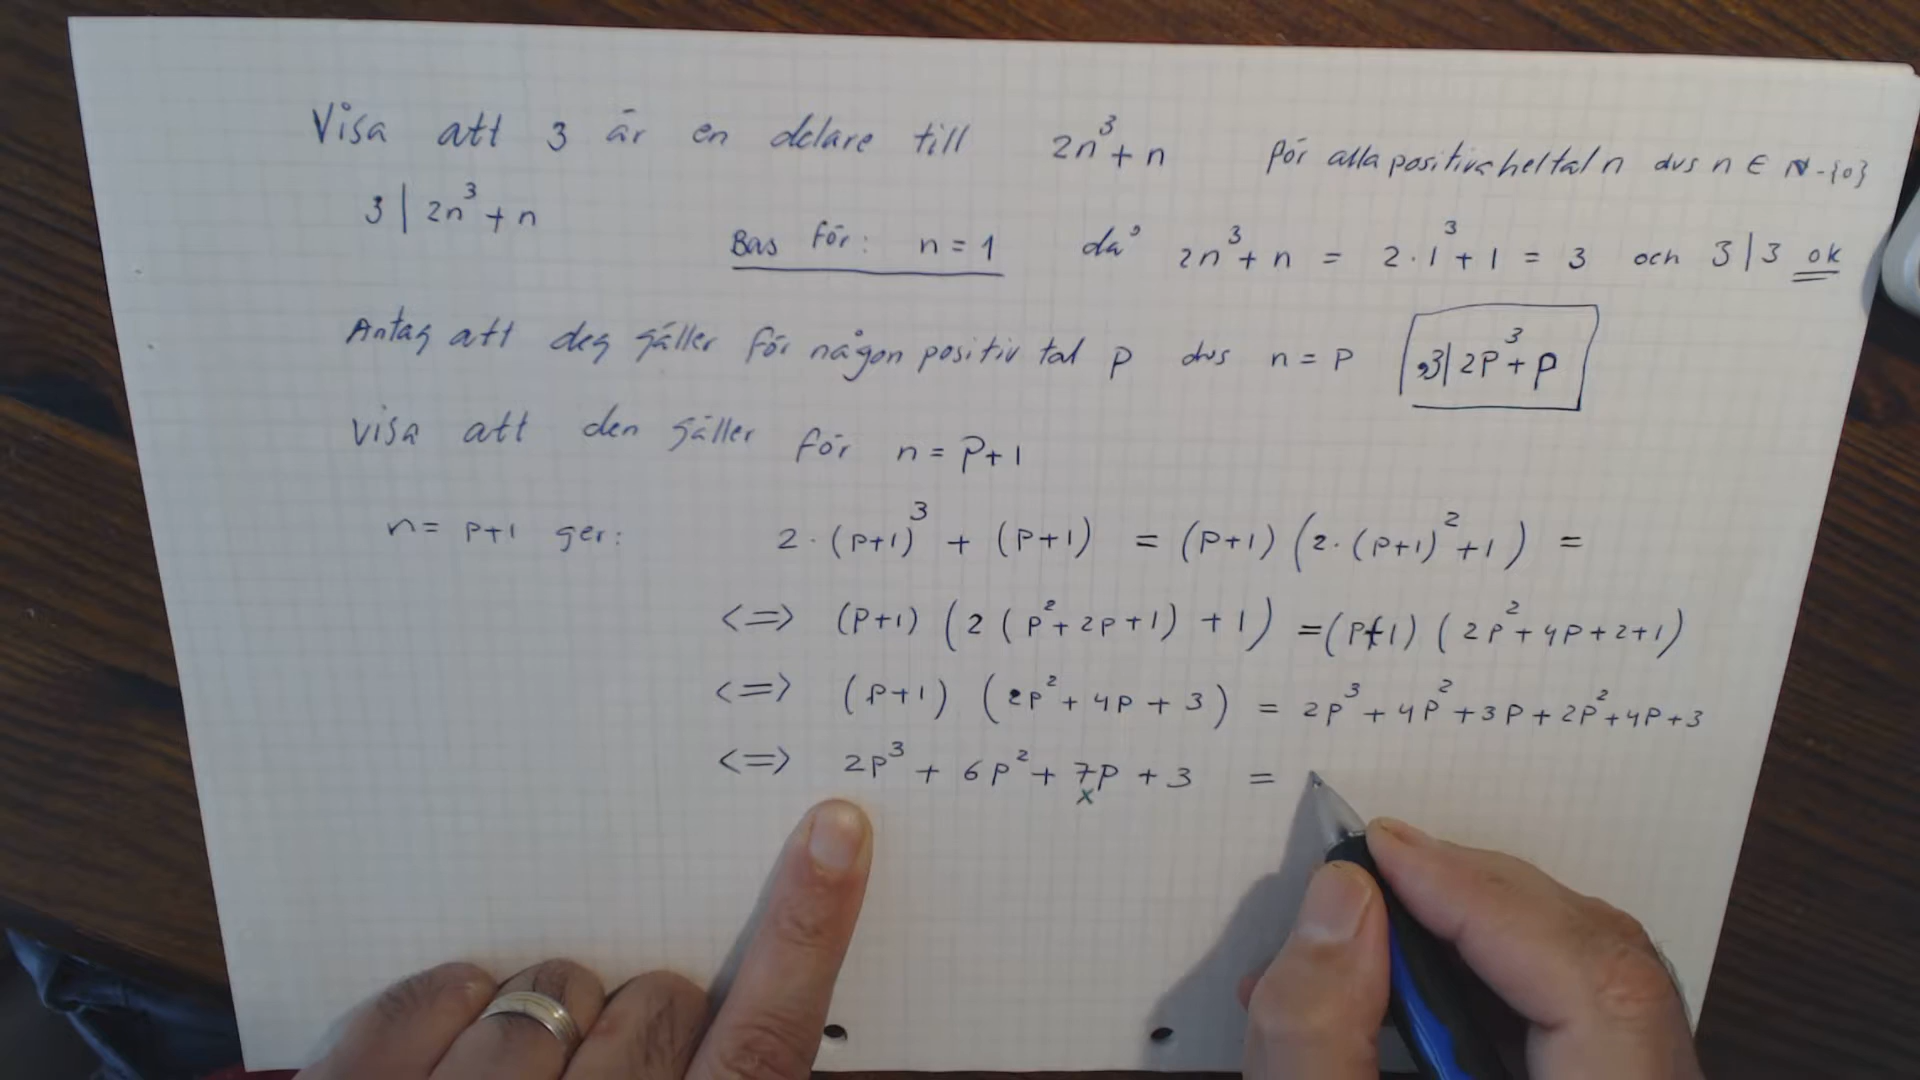 Visa att 3 är en delare till 2n³ + n för alla positiva heltal n dvs n ∈ N - {0}
3 | 2n³ + n
Bas för: n = 1 då 2n³ + n = 2 · 1³ + 1 = 3 och 3 | 3 ok
Antag att deg gäller för någon positiv tal p dvs n = p 3 | 2p³ + p
visa att den gäller för n = p+1
n = p+1 ger: 2 · (p+1)³ + (p+1) = (p+1) (2 · (p+1)² + 1) =
<=> (p+1) (2 (p² + 2p + 1) + 1) = (p+1) (2p² + 4p + 2 + 1)
<=> (p+1) (2p² + 4p + 3) = 2p³ + 4p² + 3p + 2p² + 4p + 3
<=> 2p³ + 6p² + 7p + 3 =
x